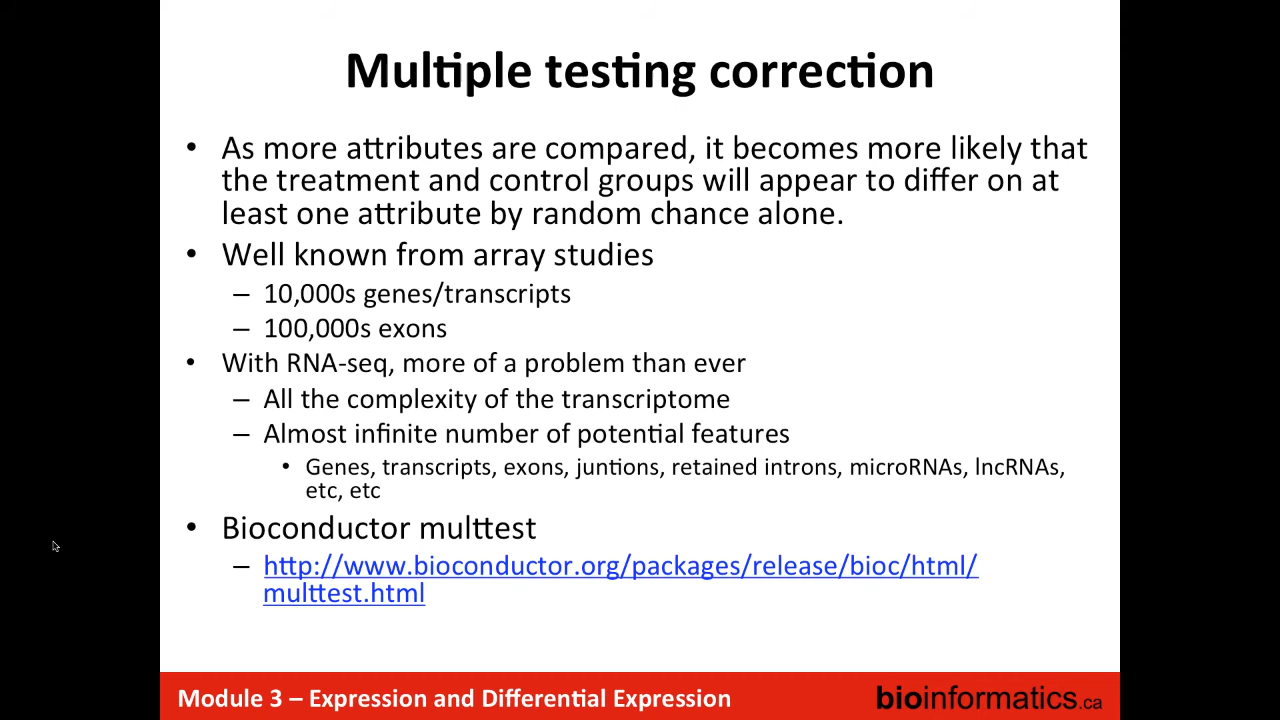 Multiple testing correction
• As more attributes are compared, it becomes more likely that
the treatment and control groups will appear to differ on at
least one attribute by random chance alone.
• Well known from array studies
– 10,000s genes/transcripts
– 100,000s exons
• With RNA-seq, more of a problem than ever
– All the complexity of the transcriptome
– Almost infinite number of potential features
• Genes, transcripts, exons, juntions, retained introns, microRNAs, lncRNAs,
etc, etc
• Bioconductor multtest
– http://www.bioconductor.org/packages/release/bioc/html/
multtest.html
Module 3 – Expression and Differential Expression
bioinformatics.ca